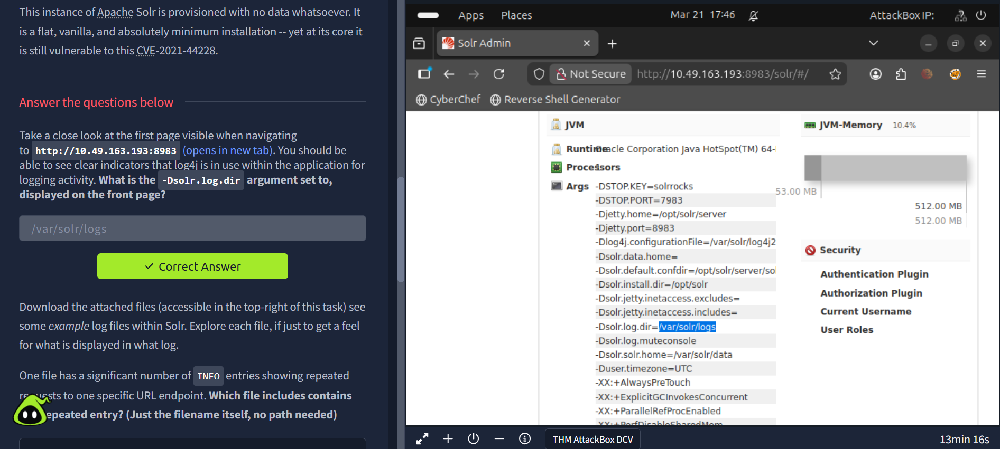 This instance of Apache Solr is provisioned with no data whatsoever. It
is a flat, vanilla, and absolutely minimum installation -- yet at its core it
is still vulnerable to this CVE-2021-44228.
Answer the questions below
Take a close look at the first page visible when navigating
to http://10.49.163.193:8983 (opens in new tab). You should be
able to see clear indicators that log4j is in use within the application for
logging activity. What is the -Dsolr.log.dir argument set to,
displayed on the front page?
/var/solr/logs
✓ Correct Answer
Download the attached files (accessible in the top-right of this task) see
some example log files within Solr. Explore each file, if just to get a feel
for what is displayed in what log.
One file has a significant number of INFO entries showing repeated
to one specific URL endpoint. Which file includes contains
entry? (Just the filename itself, no path needed)
Apps Places Mar 21 17:46 AttackBox IP:
Solr Admin
Not Secure http://10.49.163.193:8983/solr/#/
CyberChef Reverse Shell Generator
JVM
Runtime Corporation Java HotSpot(TM) 64-
Processors
Args -DSTOP.KEY=solrrocks
-DSTOP.PORT=7983
-Djetty.home=/opt/solr/server
-Djetty.port=8983
-Dlog4j.configurationFile=/var/solr/log4j2
-Dsolr.data.home=
-Dsolr.default.confdir=/opt/solr/server/sol
-Dsolr.install.dir=/opt/solr
-Dsolr.jetty.inetaccess.excludes=
-Dsolr.jetty.inetaccess.includes=
-Dsolr.log.dir=/var/solr/logs
-Dsolr.log.muteconsole
-Dsolr.solr.home=/var/solr/data
-Duser.timezone=UTC
-XX:+AlwaysPreTouch
-XX:+ExplicitGCInvokesConcurrent
-XX:+ParallelRefProcEnabled
-XX:+PerfDisableSharedMem
JVM-Memory 10.4%
53.00 MB
512.00 MB
512.00 MB
Security
Authentication Plugin
Authorization Plugin
Current Username
User Roles
THM AttackBox DCV
13min 16s